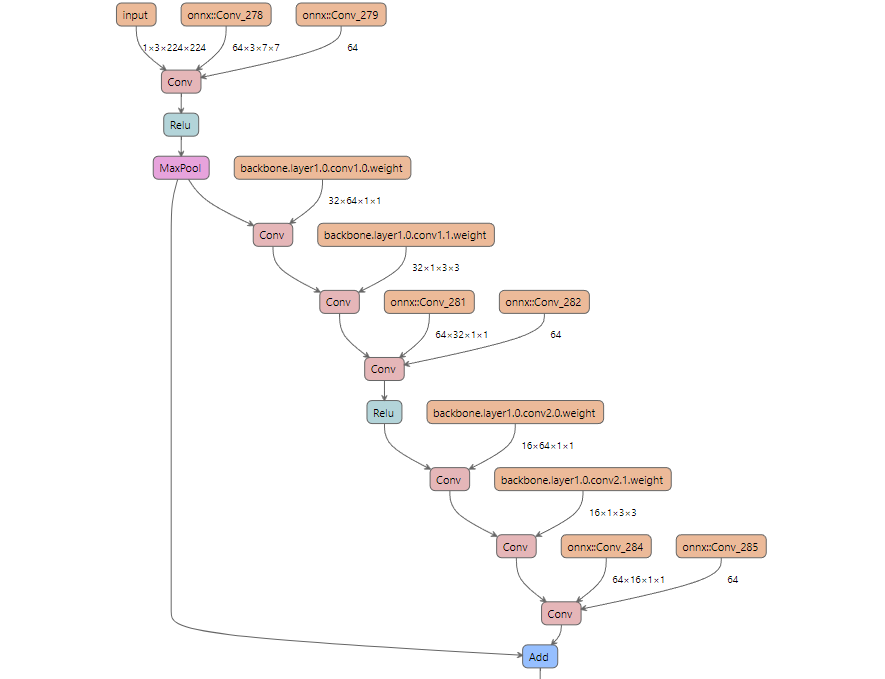 input
onnx::Conv_278
onnx::Conv_279
1×3×224×224
64×3×7×7
64
Conv
Relu
MaxPool
backbone.layer1.0.conv1.0.weight
32×64×1×1
Conv
backbone.layer1.0.conv1.1.weight
32×1×3×3
Conv
onnx::Conv_281
onnx::Conv_282
64×32×1×1
64
Conv
Relu
backbone.layer1.0.conv2.0.weight
16×64×1×1
Conv
backbone.layer1.0.conv2.1.weight
16×1×3×3
Conv
onnx::Conv_284
onnx::Conv_285
64×16×1×1
64
Conv
Add